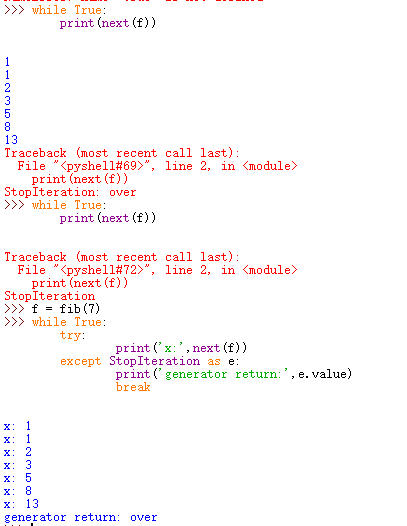 >>> while True:
print(next(f))
1
1
2
3
5
8
13
Traceback (most recent call last):
File "<pyshell#69>", line 2, in <module>
print(next(f))
StopIteration: over
>>> while True:
print(next(f))
Traceback (most recent call last):
File "<pyshell#72>", line 2, in <module>
print(next(f))
StopIteration
>>> f = fib(7)
>>> while True:
try:
print('x:',next(f))
except StopIteration as e:
print('generator return:',e.value)
break
x: 1
x: 1
x: 2
x: 3
x: 5
x: 8
x: 13
generator return: over